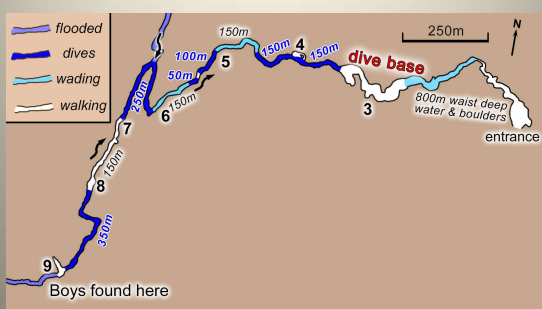 flooded
dives
wading
walking
150m
4
250m
N
100m
5
150m
150m
dive base
50m
150m
6
3
800m waist deep
water & boulders
entrance
250m
7
150m
8
350m
9
Boys found here